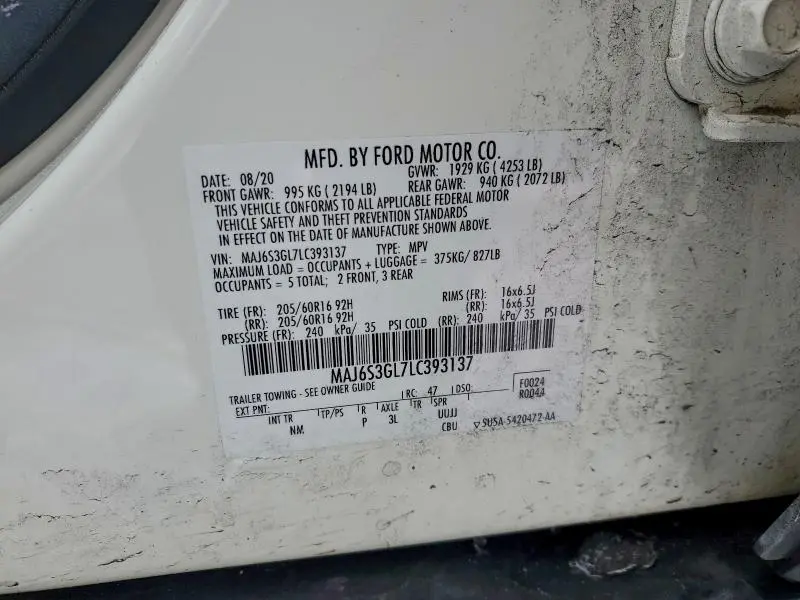 MFD. BY FORD MOTOR CO.
DATE: 08/20 GVWR: 1929 KG ( 4253 LB)
FRONT GAWR: 995 KG ( 2194 LB) REAR GAWR: 940 KG ( 2072 LB)
THIS VEHICLE CONFORMS TO ALL APPLICABLE FEDERAL MOTOR
VEHICLE SAFETY AND THEFT PREVENTION STANDARDS
IN EFFECT ON THE DATE OF MANUFACTURE SHOWN ABOVE.
VIN: MAJ6S3GL7LC393137 TYPE: MPV
MAXIMUM LOAD = OCCUPANTS + LUGGAGE = 375KG/ 827LB
OCCUPANTS = 5 TOTAL; 2 FRONT, 3 REAR
TIRE (FR): 205/60R16 92H RIMS (FR): 16x6.5J
(RR): 205/60R16 92H (RR): 16x6.5J
PRESSURE (FR): 240 kPa/ 35 PSI COLD (RR): 240 kPa/ 35 PSI COLD
MAJ6S3GL7LC393137
TRAILER TOWING - SEE OWNER GUIDE
EXT PNT: RC: 47 DSO: F0024
R004A
INT TR TP/PS R AXLE TR SPR
NM P 3L UUJJ
CBU SU5A-5420472-AA